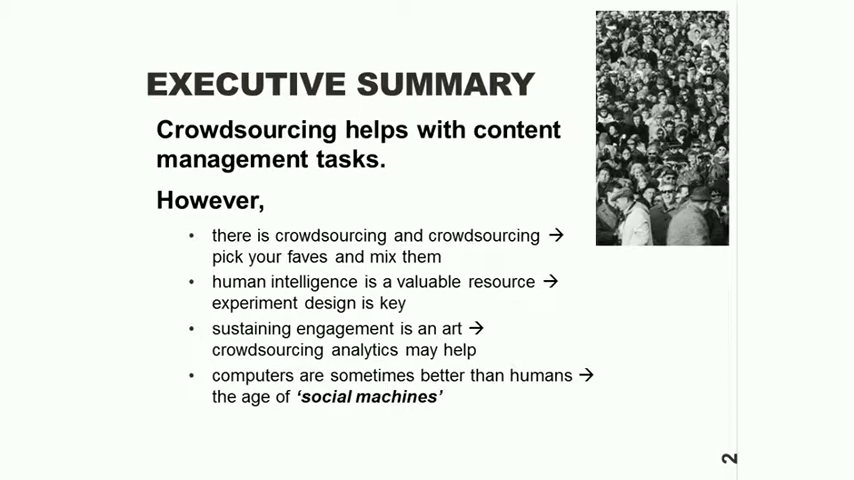 EXECUTIVE SUMMARY
Crowdsourcing helps with content
management tasks.
However,
• there is crowdsourcing and crowdsourcing →
pick your faves and mix them
• human intelligence is a valuable resource →
experiment design is key
• sustaining engagement is an art →
crowdsourcing analytics may help
• computers are sometimes better than humans →
the age of ‘social machines’
2